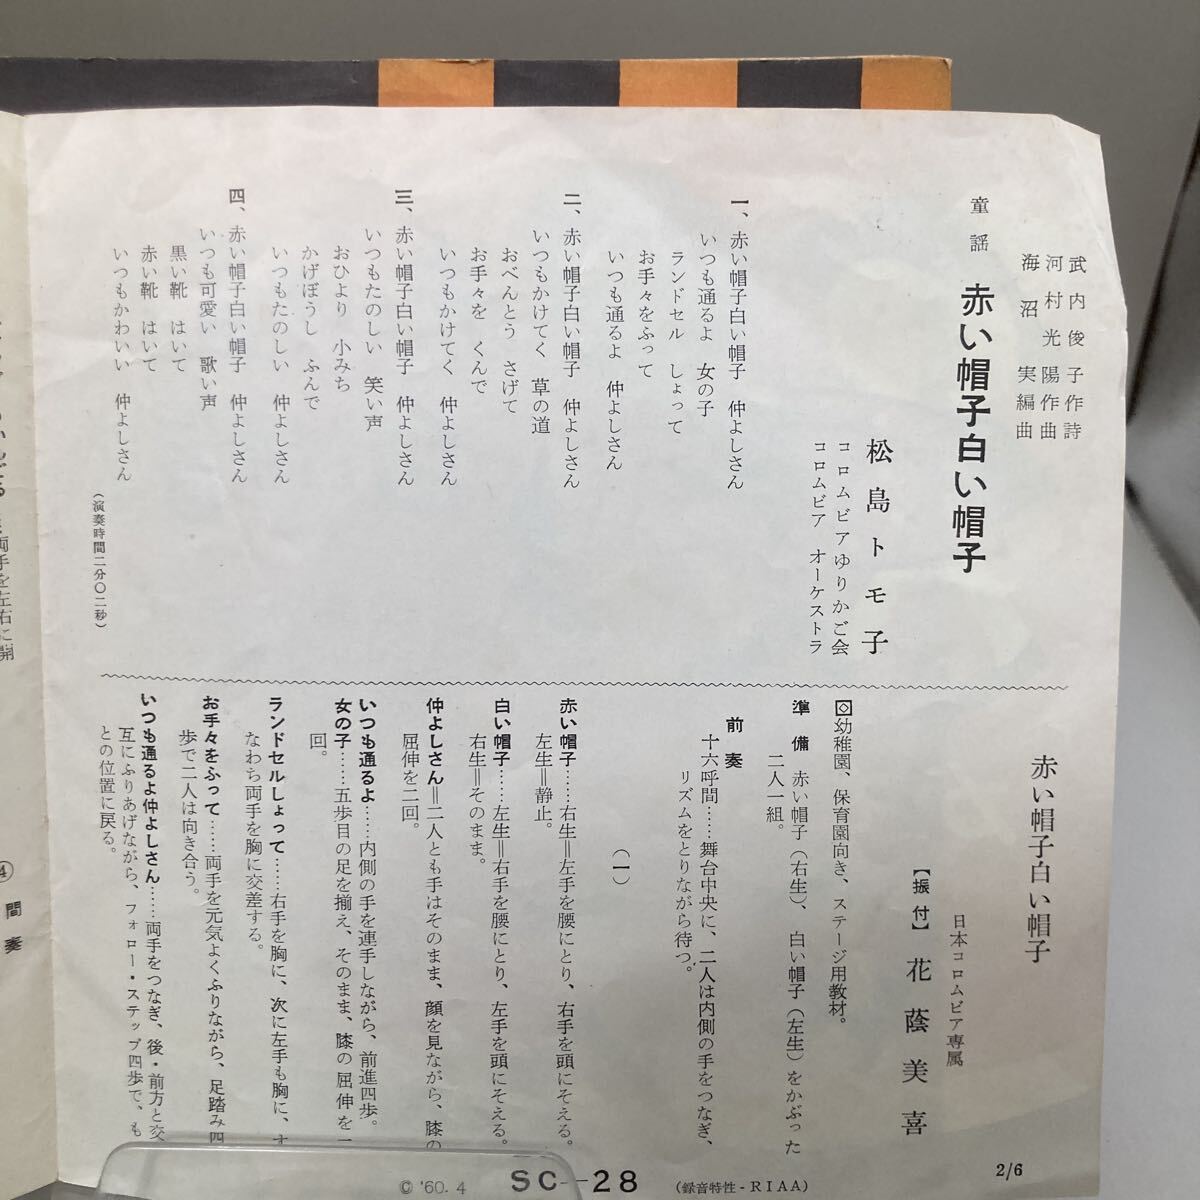 武内俊子作詩
河村光陽作曲
海沼実編曲
童謡 赤い帽子白い帽子
松島トモ子
コロムビアゆりかご会
コロムビア オーケストラ
一、赤い帽子白い帽子 仲よしさん
いつも通るよ 女の子
ランドセル しょって
お手々をふって
いつも通るよ 仲よしさん
二、赤い帽子白い帽子 仲よしさん
いつもかけてく 草の道
おべんとう さげて
お手々を くんで
いつもかけてく 仲よしさん
三、赤い帽子白い帽子 仲よしさん
いつもたのしい 笑い声
おひより 小みち
かげぼうし ふんで
いつもたのしい 仲よしさん
四、赤い帽子白い帽子 仲よしさん
いつも可愛い 歌い声
黒い靴 はいて
赤い靴 はいて
いつもかわいい 仲よしさん
（演奏時間二分〇二秒）
赤い帽子白い帽子
日本コロムビア専属
【振付】 花蔭美喜
幼稚園、保育園向き、ステージ用教材。
準備 赤い帽子（右生）、白い帽子（左生）をかぶった
二人一組。
前奏
十六呼間……舞台中央に、二人は内側の手をつなぎ、
リズムをとりながら待つ。
（一）
赤い帽子……右生＝左手を腰にとり、右手を頭にそえる。
左生＝静止。
白い帽子……左生＝右手を腰にとり、左手を頭にそえる。
右生＝そのまま。
仲よしさん＝二人とも手はそのまま、顔を見ながら、膝の
屈伸を二回。
いつも通るよ……内側の手を連手しながら、前進四歩。
女の子……五歩目の足を揃え、そのまま、膝の屈伸を一
回。
ランドセルしょって……右手を胸に、次に左手も胸に、す
なわち両手を胸に交差する。
お手々をふって……両手を元気よくふりながら、足踏み四
歩で二人は向き合う。
いつも通るよ仲よしさん……両手をつなぎ、後・前方と交
互にふりあげながら、フォロー・ステップ四歩で、も
との位置に戻る。
両手を左右に開
④ 間奏
© '60. 4
SC—28
（録音特性-RIAA）
2/6